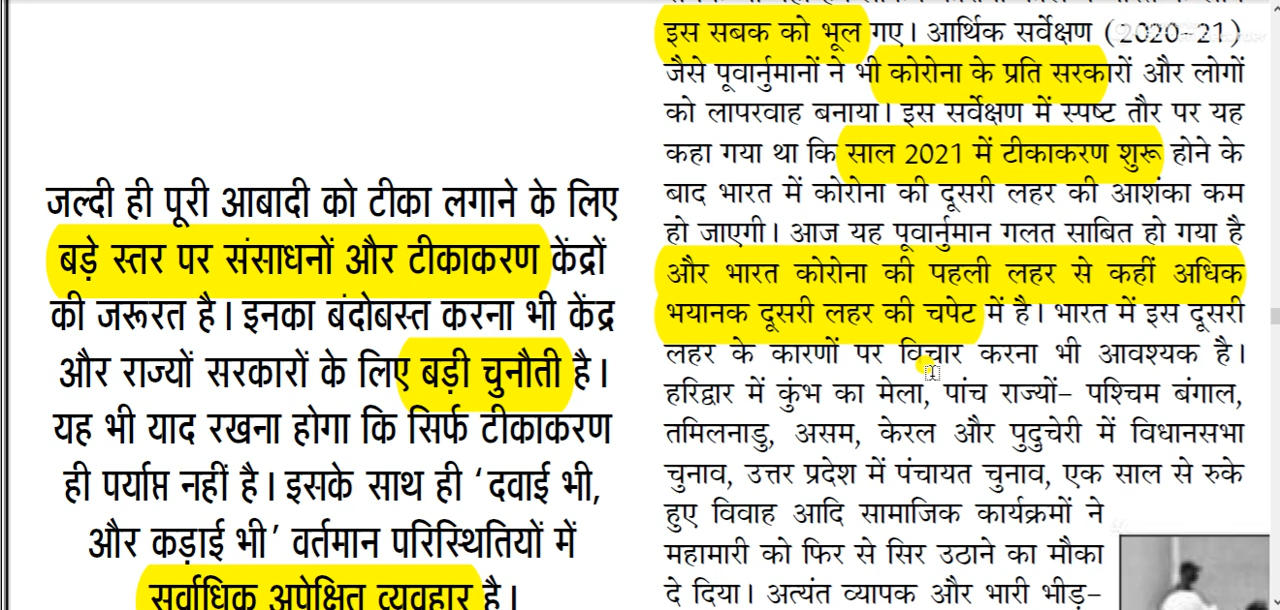 जल्दी ही पूरी आबादी को टीका लगाने के लिए
बड़े स्तर पर संसाधनों और टीकाकरण केंद्रों
की जरूरत है। इनका बंदोबस्त करना भी केंद्र
और राज्यों सरकारों के लिए बड़ी चुनौती है।
यह भी याद रखना होगा कि सिर्फ टीकाकरण
ही पर्याप्त नहीं है। इसके साथ ही ‘दवाई भी,
और कड़ाई भी’ वर्तमान परिस्थितियों में
सर्वाधिक अपेक्षित व्यवहार है।
इस सबक को भूल गए। आर्थिक सर्वेक्षण (2020-21)
जैसे पूवार्नुमानों ने भी कोरोना के प्रति सरकारों और लोगों
को लापरवाह बनाया। इस सर्वेक्षण में स्पष्ट तौर पर यह
कहा गया था कि साल 2021 में टीकाकरण शुरू होने के
बाद भारत में कोरोना की दूसरी लहर की आशंका कम
हो जाएगी। आज यह पूवार्नुमान गलत साबित हो गया है
और भारत कोरोना की पहली लहर से कहीं अधिक
भयानक दूसरी लहर की चपेट में है। भारत में इस दूसरी
लहर के कारणों पर विचार करना भी आवश्यक है।
हरिद्वार में कुंभ का मेला, पांच राज्यों- पश्चिम बंगाल,
तमिलनाडु, असम, केरल और पुदुचेरी में विधानसभा
चुनाव, उत्तर प्रदेश में पंचायत चुनाव, एक साल से रुके
हुए विवाह आदि सामाजिक कार्यक्रमों ने
महामारी को फिर से सिर उठाने का मौका
दे दिया। अत्यंत व्यापक और भारी भीड़-